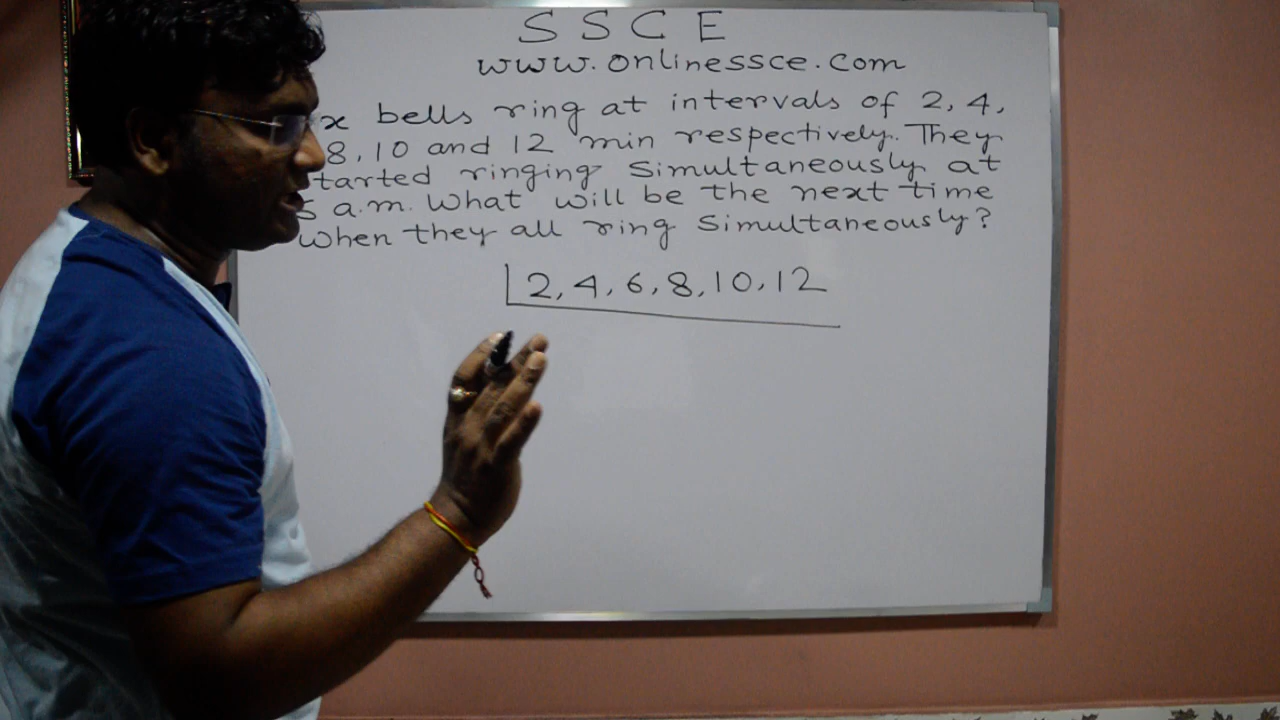 SSCE
www.onlinessce.com
x bells ring at intervals of 2, 4,
8, 10 and 12 min respectively. They
tarted ringing simultaneously at
5 a.m. What will be the next time
when they all ring simultaneously?
2, 4, 6, 8, 10, 12